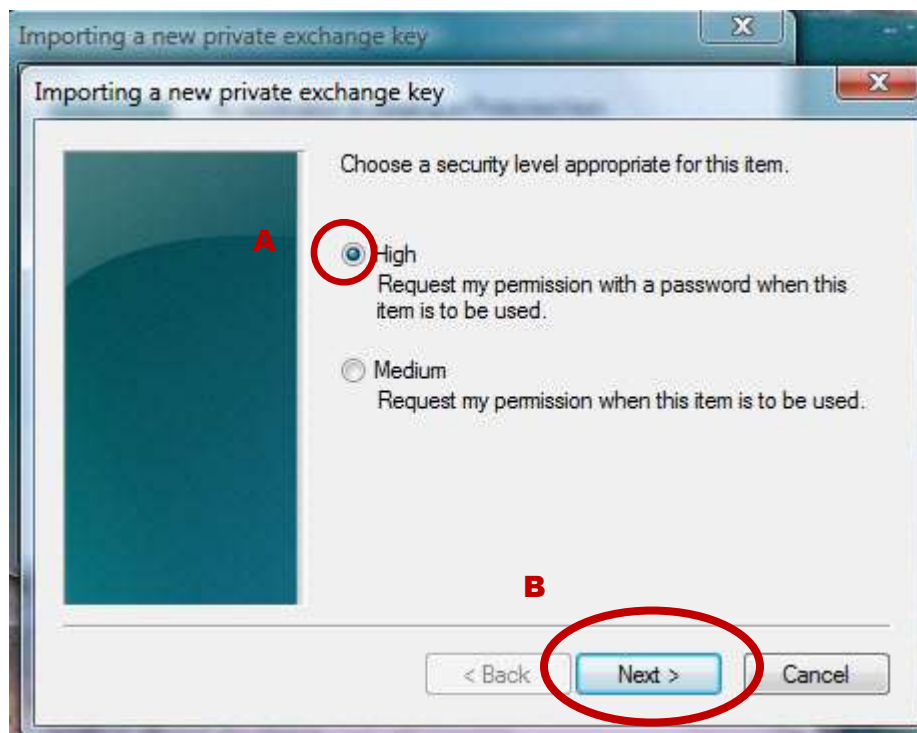 Importing a new private exchange key
X
Importing a new private exchange key
X
Choose a security level appropriate for this item.
A
High
Request my permission with a password when this
item is to be used.
Medium
Request my permission when this item is to be used.
B
< Back
Next >
Cancel